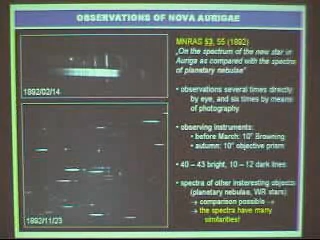 OBSERVATIONS OF NOVA AURIGAE
MNRAS 53, 55 (1892)
„On the spectrum of the new star in
Auriga as compared with the spectra
of planetary nebulae"
• observations several times directly
by eye, and six times by means
of photography
• observing instruments:
• before March: 10" Browning
• autumn: 10° objective prism
• 40 – 43 bright, 10 – 12 dark lines
• spectra of other insteresting objects
(planetary nebulae, WR stars)
→ comparison possible →
→ the spectra have many
similarities!
1892/02/14
1892/11/23